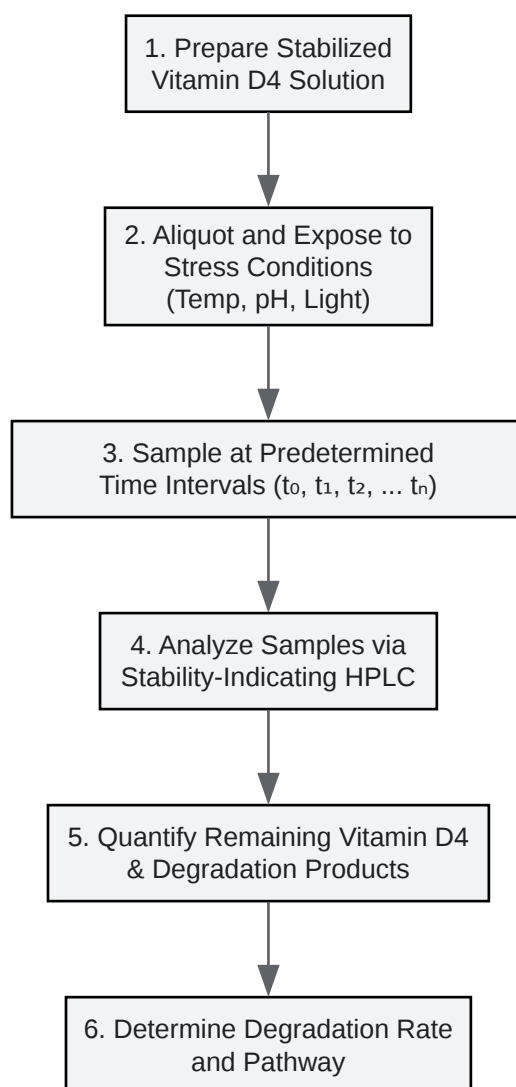 1. Prepare Stabilized
Vitamin D4 Solution
2. Aliquot and Expose to
Stress Conditions
(Temp, pH, Light)
3. Sample at Predetermined
Time Intervals (t₀, t₁, t₂, ... tₙ)
4. Analyze Samples via
Stability-Indicating HPLC
5. Quantify Remaining Vitamin D4
& Degradation Products
6. Determine Degradation Rate
and Pathway